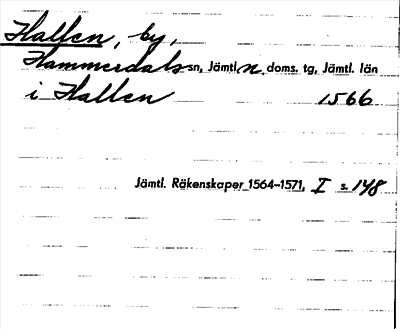 Hallen, by,
Hammerdals sn, Jämtl. n. doms. tg, Jämtl. län
i Hallen 1566
Jämtl. Räkenskaper 1564-1571, I s. 148